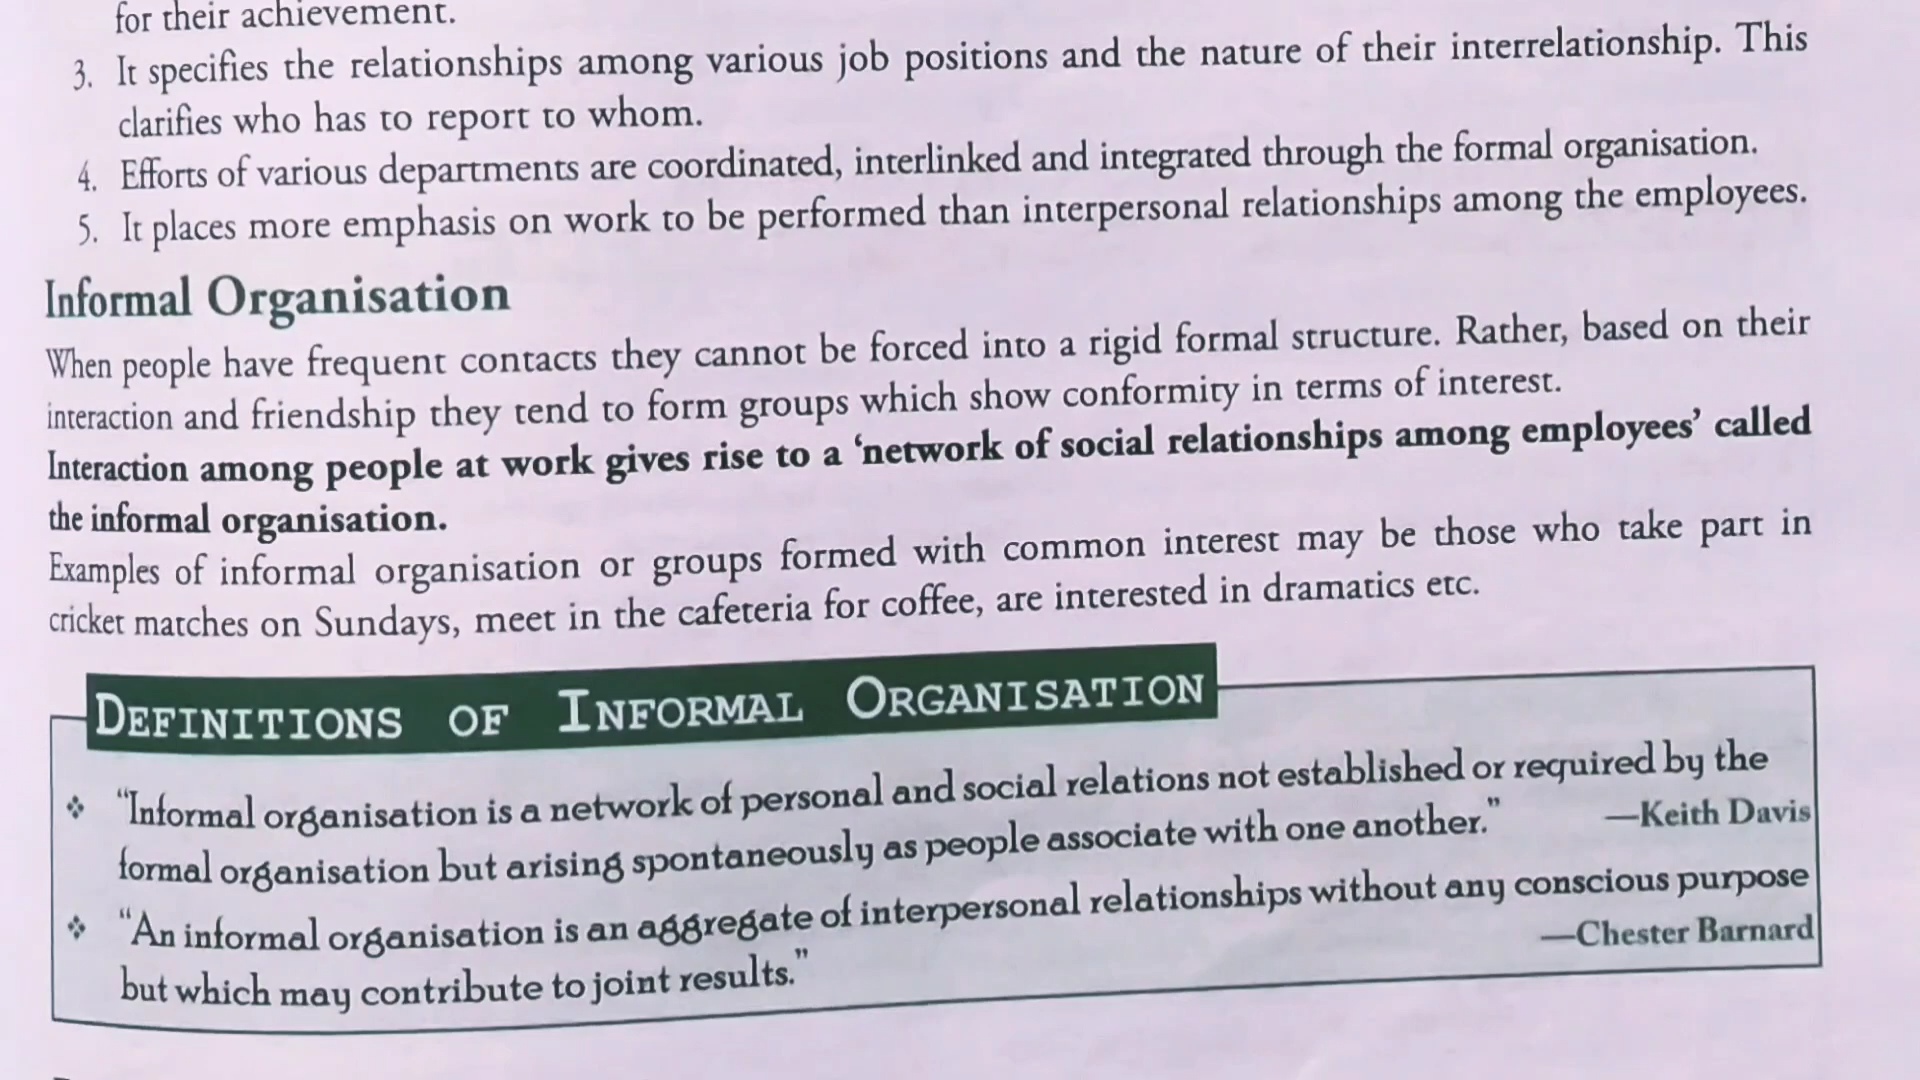 for their achievement.
3. It specifies the relationships among various job positions and the nature of their interrelationship. This
clarifies who has to report to whom.
4. Efforts of various departments are coordinated, interlinked and integrated through the formal organisation.
5. It places more emphasis on work to be performed than interpersonal relationships among the employees.
Informal Organisation
When people have frequent contacts they cannot be forced into a rigid formal structure. Rather, based on their
interaction and friendship they tend to form groups which show conformity in terms of interest.
Interaction among people at work gives rise to a ‘network of social relationships among employees’ called
the informal organisation.
Examples of informal organisation or groups formed with common interest may be those who take part in
cricket matches on Sundays, meet in the cafeteria for coffee, are interested in dramatics etc.
DEFINITIONS OF INFORMAL ORGANISATION
❖ “Informal organisation is a network of personal and social relations not established or required by the
formal organisation but arising spontaneously as people associate with one another.” —Keith Davis
❖ “An informal organisation is an aggregate of interpersonal relationships without any conscious purpose
but which may contribute to joint results.” —Chester Barnard